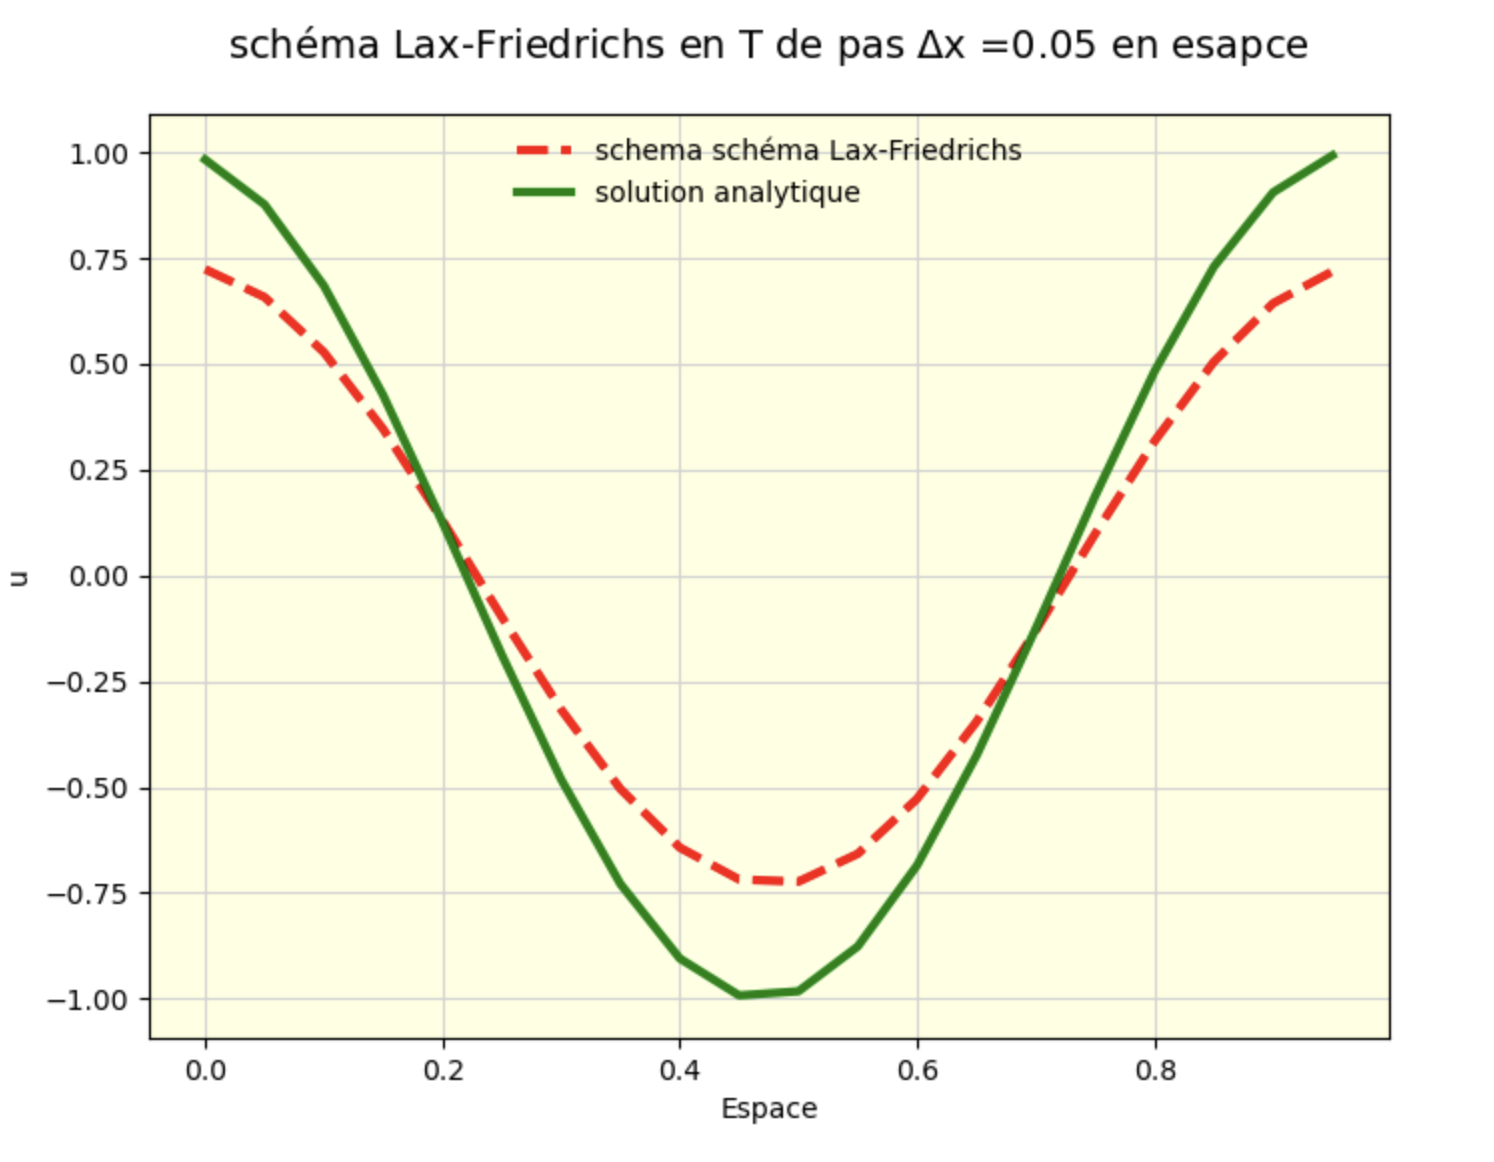 schéma Lax-Friedrichs en T de pas Δx =0.05 en esapce
schema schéma Lax-Friedrichs
solution analytique
1.00
0.75
0.50
0.25
0.00
−0.25
−0.50
−0.75
−1.00
u
0.0 0.2 0.4 0.6 0.8
Espace